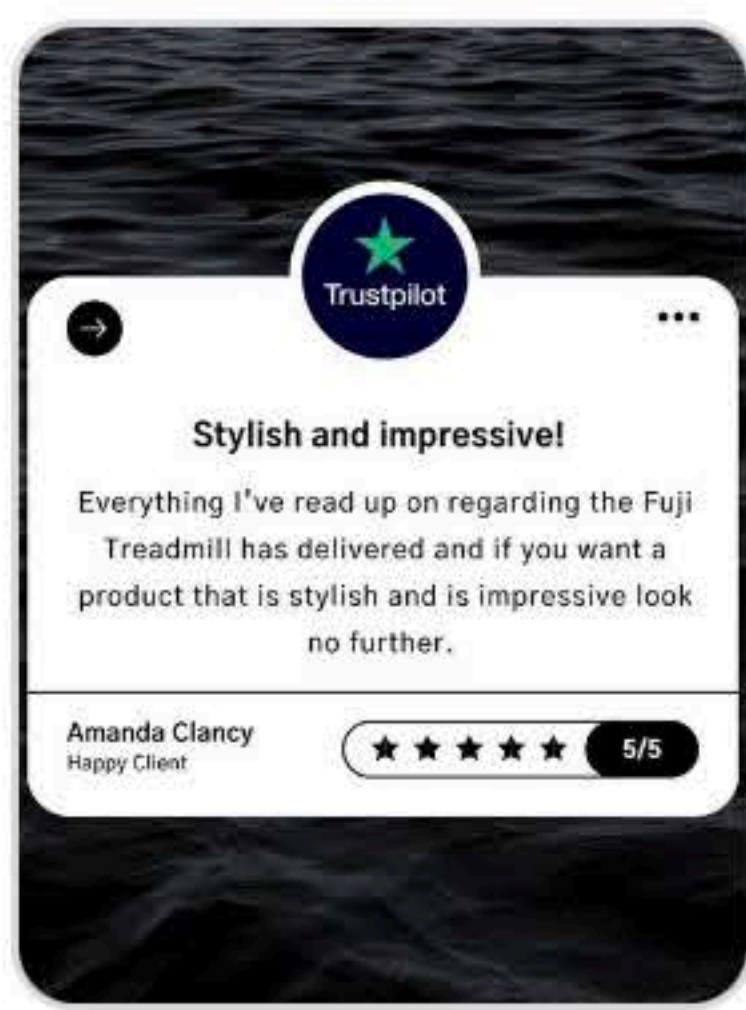 Trustpilot
Stylish and impressive!
Everything I've read up on regarding the Fuji
Treadmill has delivered and if you want a
product that is stylish and is impressive look
no further.
Amanda Clancy
Happy Client
5/5